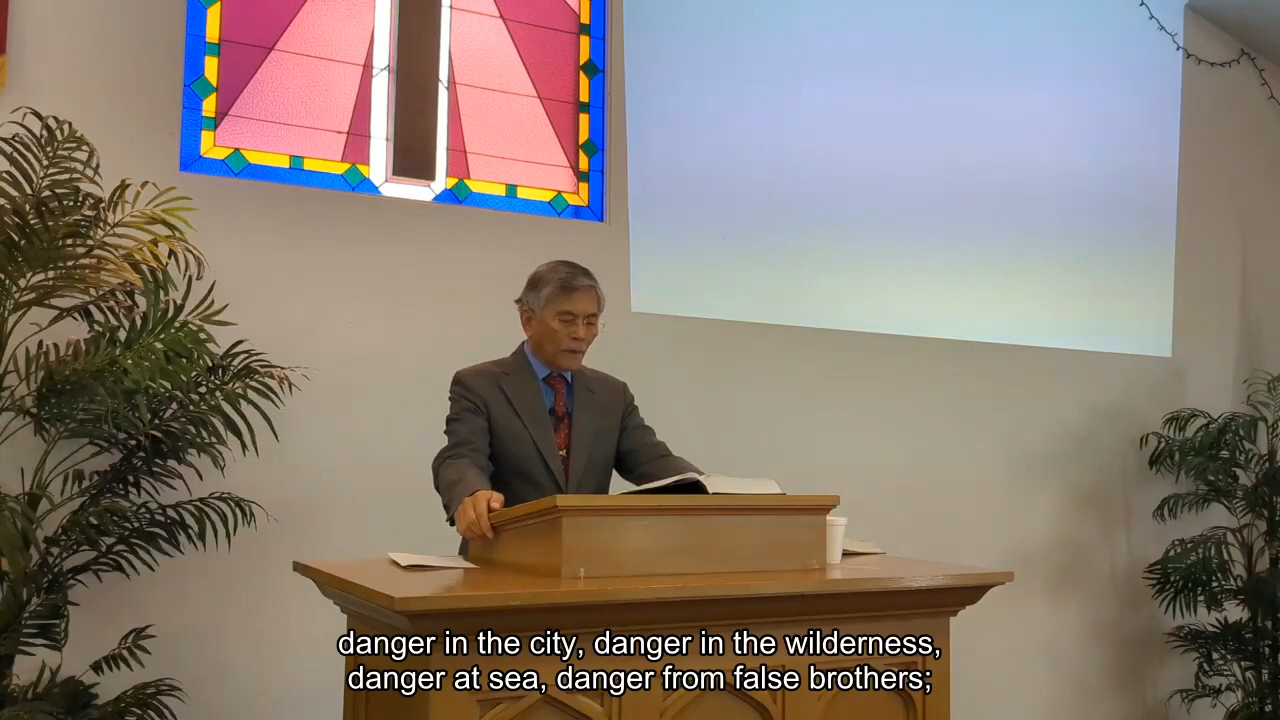 danger in the city, danger in the wilderness,
danger at sea, danger from false brothers;